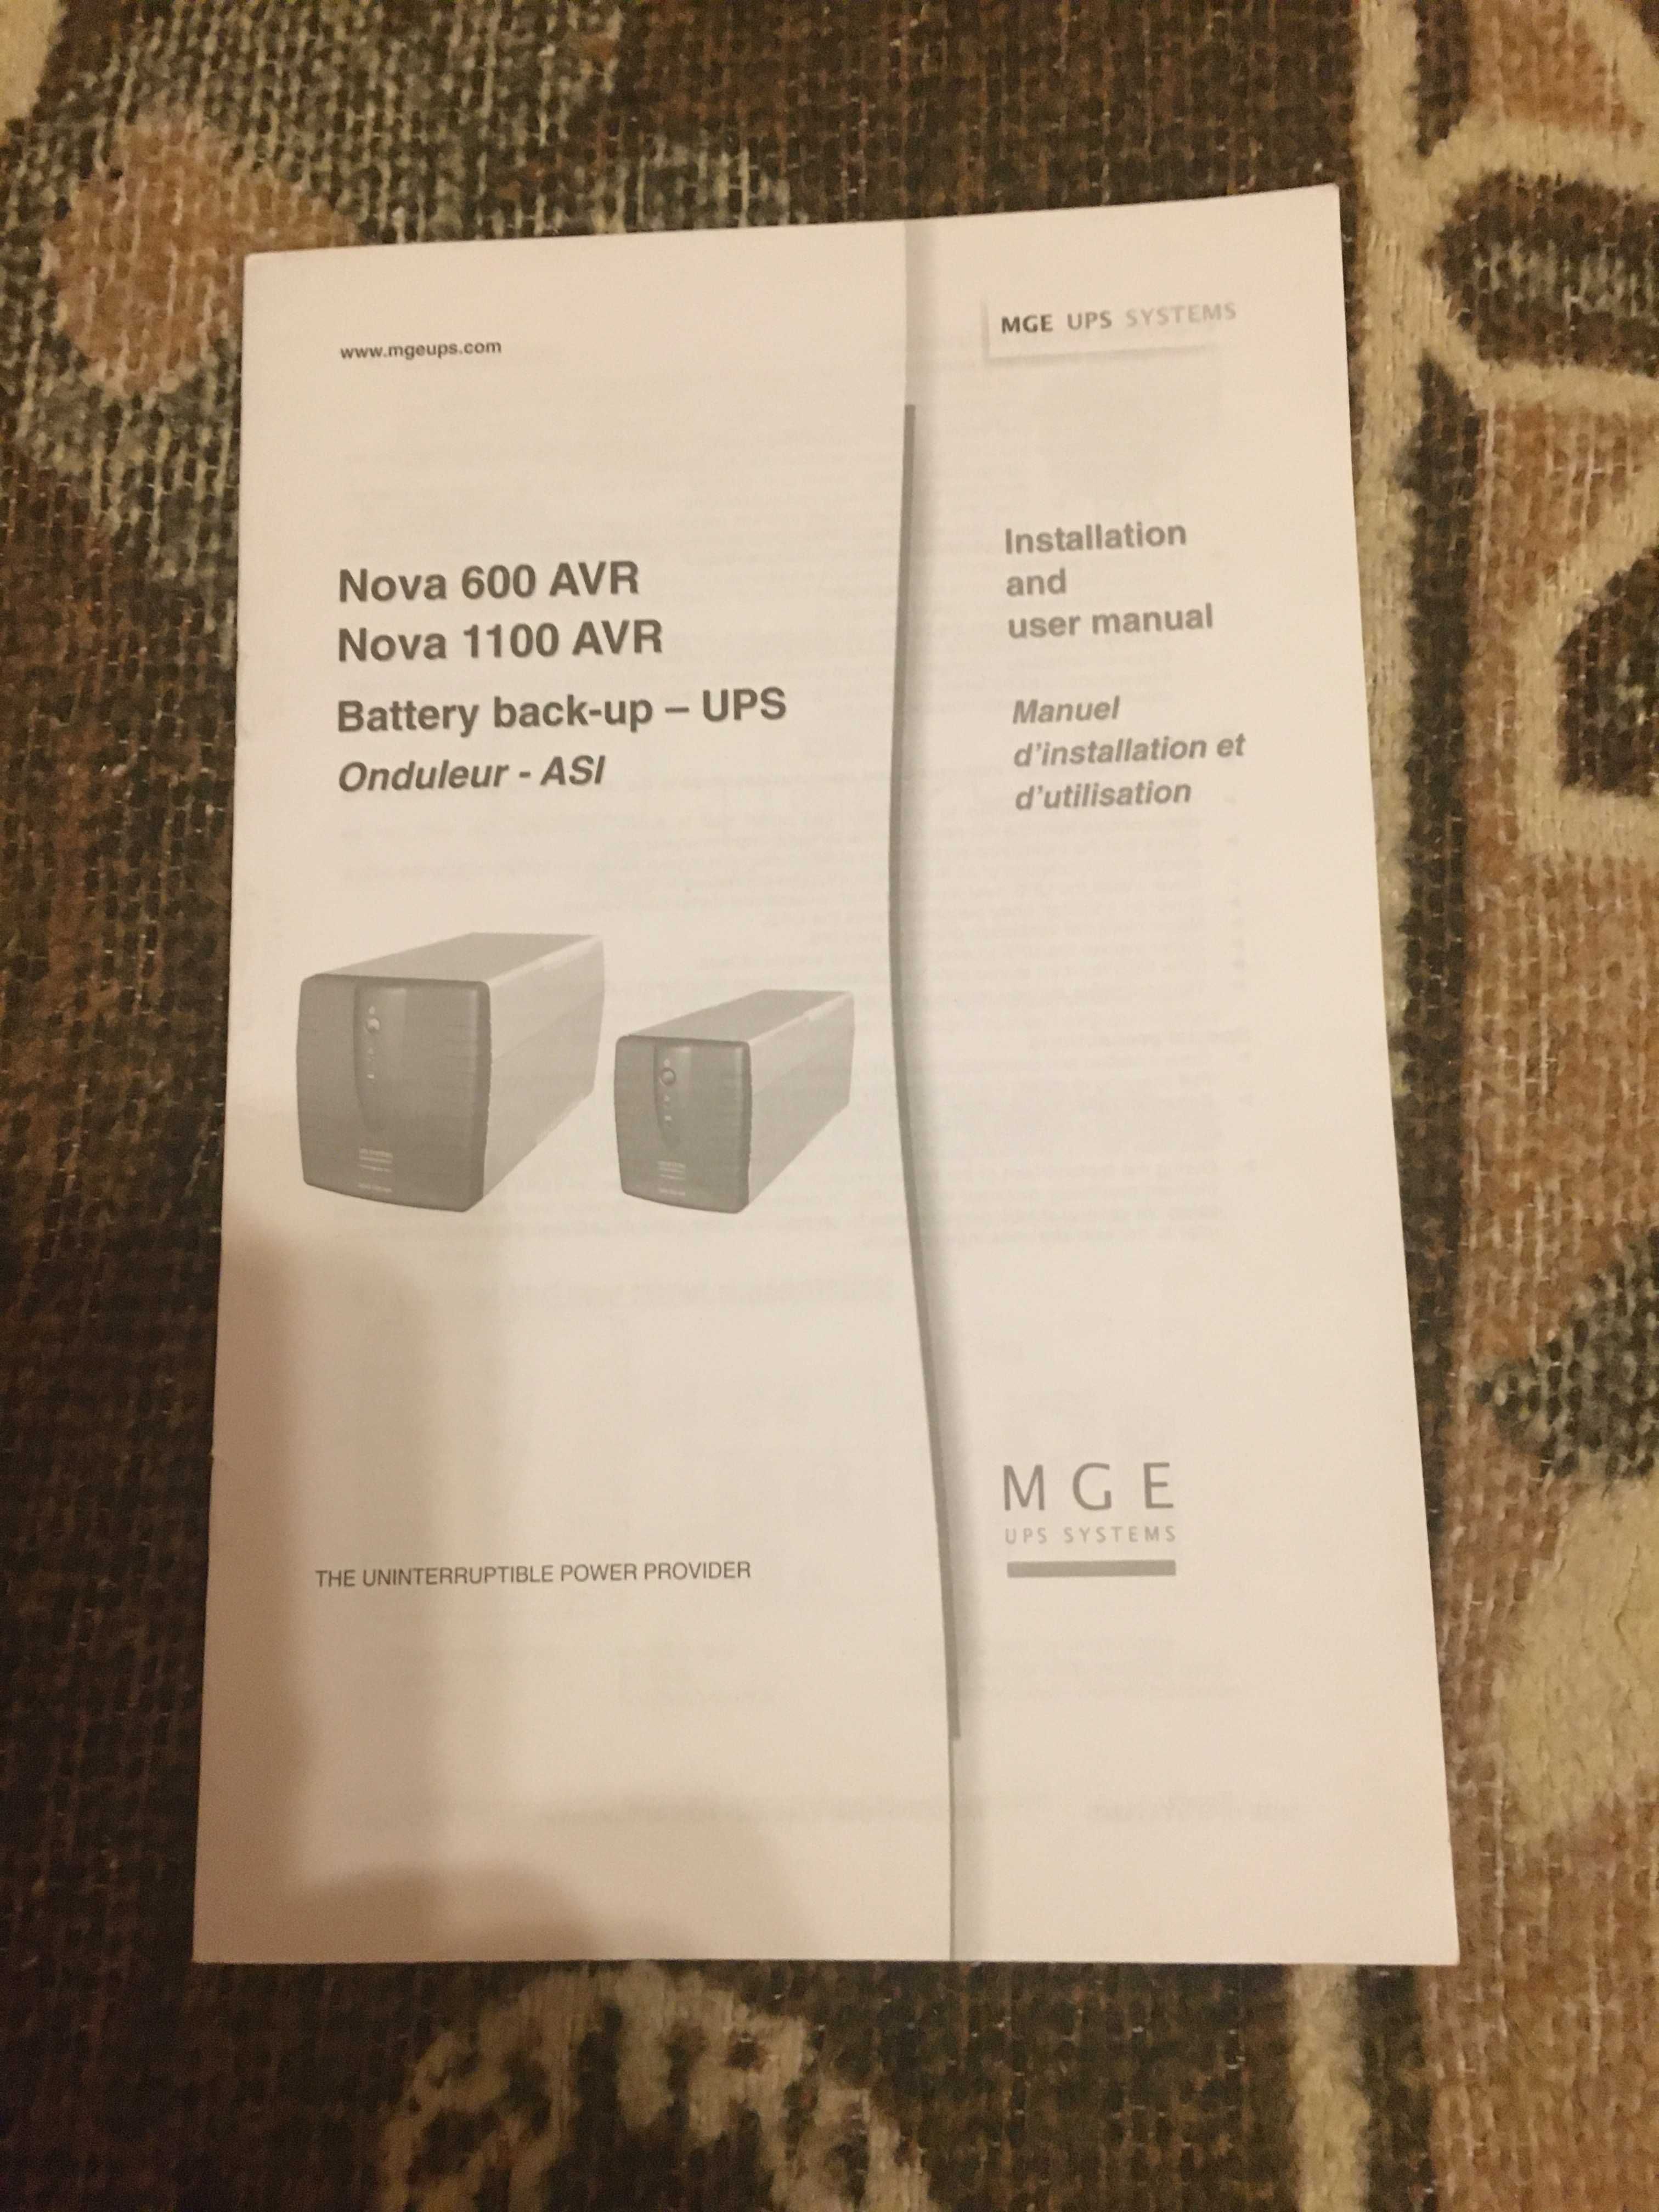 www.mgeups.com
MGE UPS SYSTEMS
Nova 600 AVR
Nova 1100 AVR
Battery back-up – UPS
Onduleur - ASI
Installation
and
user manual
Manuel
d'installation et
d'utilisation
THE UNINTERRUPTIBLE POWER PROVIDER
M G E
UPS SYSTEMS